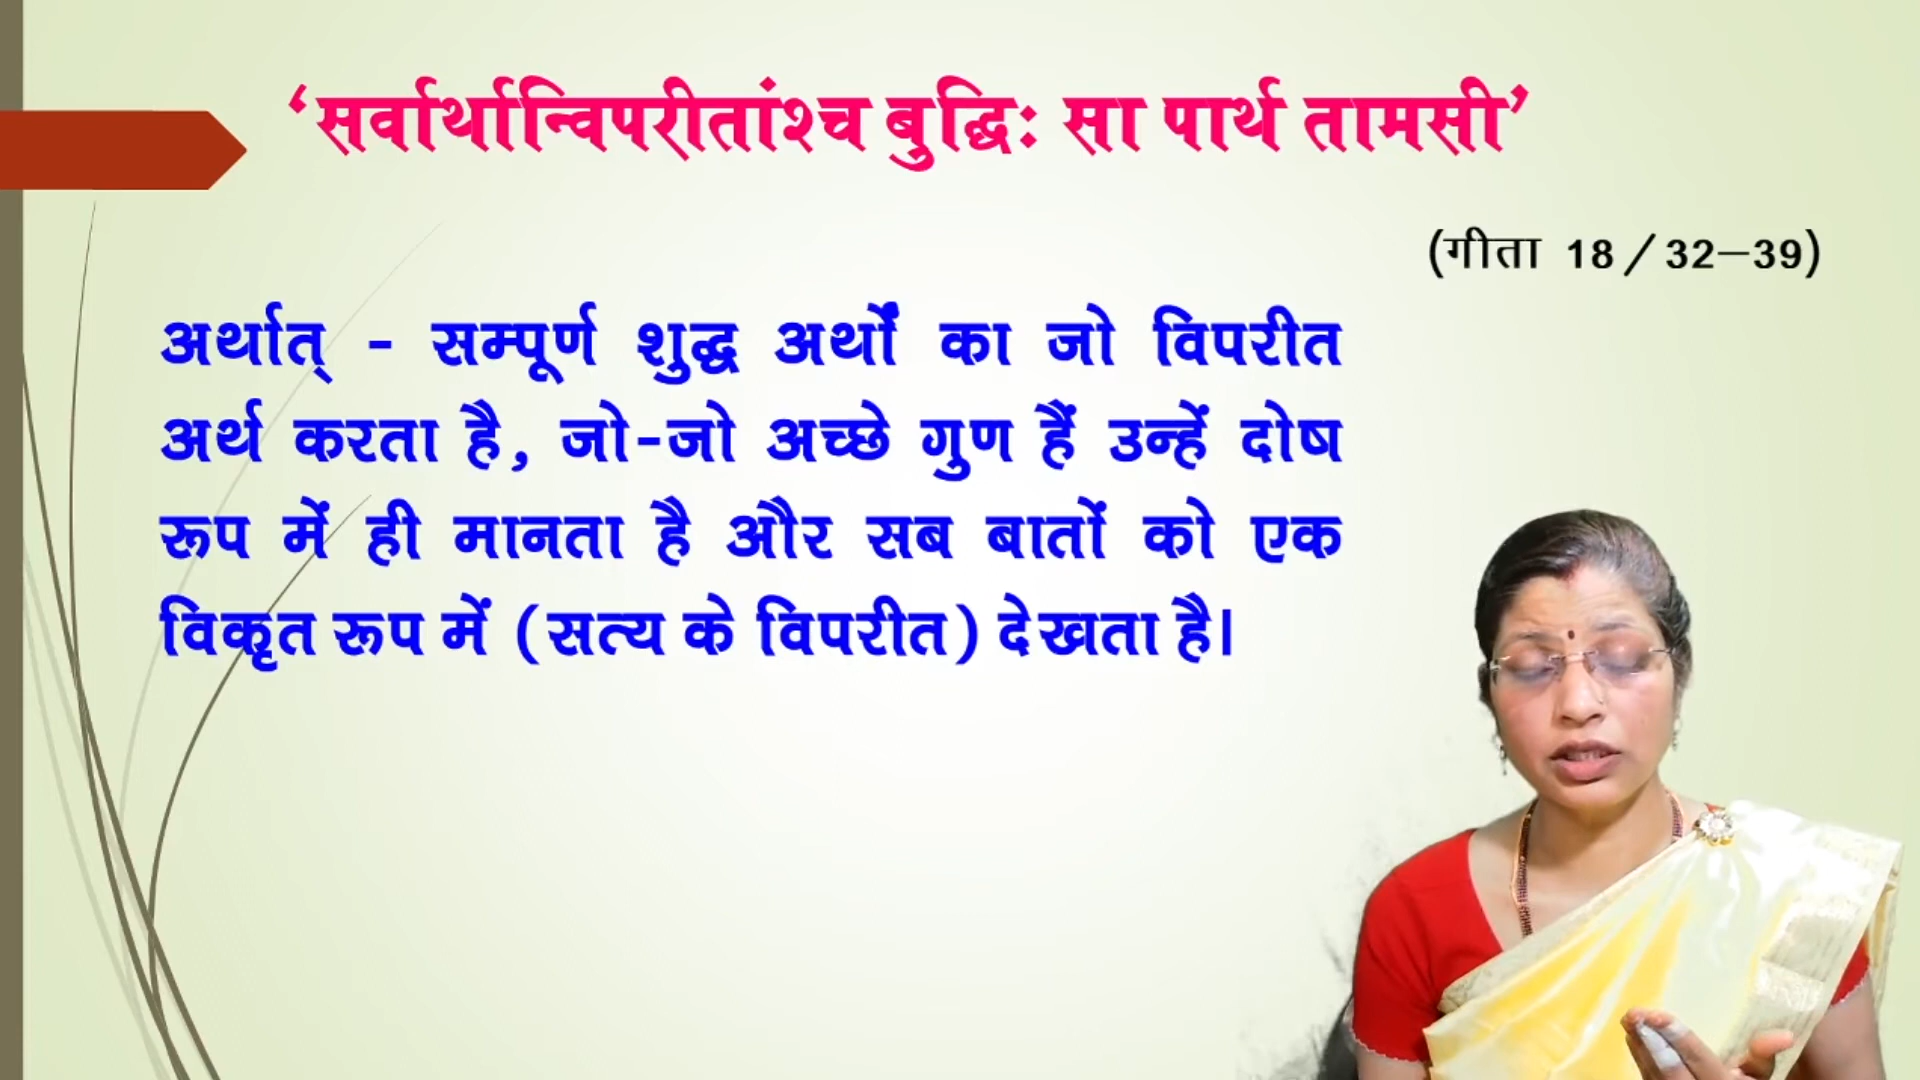 ‘सर्वार्थान्विपरीतांश्च बुद्धिः सा पार्थ तामसी’
(गीता 18/32–39)
अर्थात् - सम्पूर्ण शुद्ध अर्थों का जो विपरीत
अर्थ करता है, जो-जो अच्छे गुण हैं उन्हें दोष
रूप में ही मानता है और सब बातों को एक
विकृत रूप में (सत्य के विपरीत) देखता है।